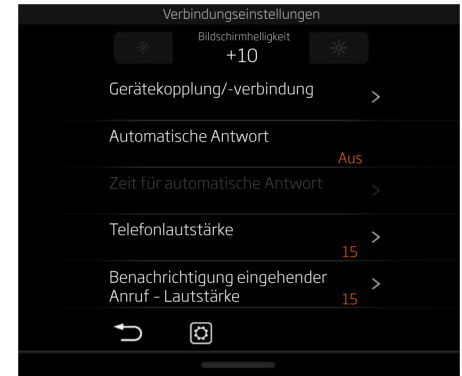 Verbindungseinstellungen
Bildschirmhelligkeit
+10
Gerätekopplung/-verbindung
Automatische Antwort
Aus
Zeit für automatische Antwort
Telefonlautstärke
15
Benachrichtigung eingehender
Anruf – Lautstärke
15